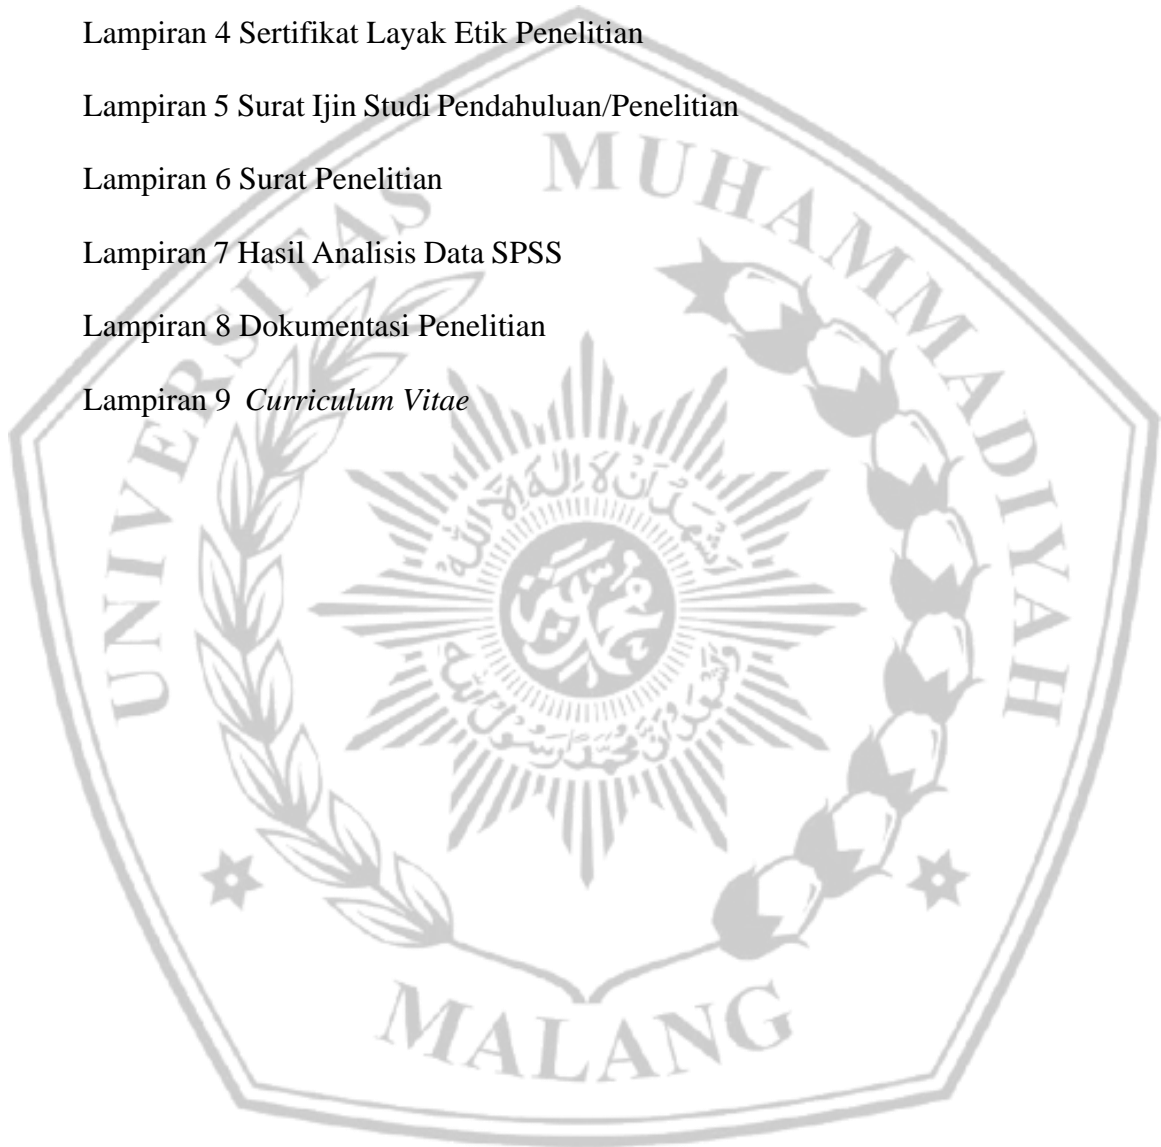 Lampiran 4 Sertifikat Layak Etik Penelitian
Lampiran 5 Surat Ijin Studi Pendahuluan/Penelitian
Lampiran 6 Surat Penelitian
Lampiran 7 Hasil Analisis Data SPSS
Lampiran 8 Dokumentasi Penelitian
Lampiran 9 Curriculum Vitae
UNIVERSITAS MUHAMMADIYAH
MALANG